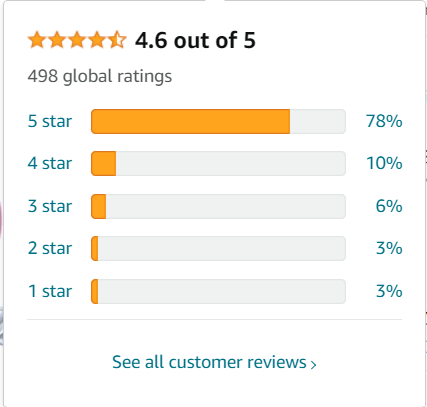 4.6 out of 5
498 global ratings
5 star 78%
4 star 10%
3 star 6%
2 star 3%
1 star 3%
See all customer reviews ›